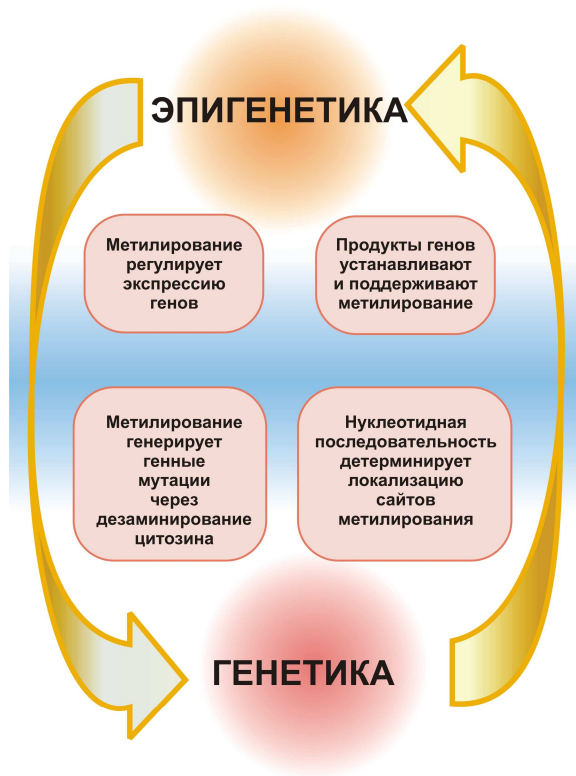 ЭПИГЕНЕТИКА
Метилирование
регулирует
экспрессию
генов
Продукты генов
устанавливают
и поддерживают
метилирование
Метилирование
генерирует
генные
мутации
через
дезаминирование
цитозина
Нуклеотидная
последовательность
детерминирует
локализацию
сайтов
метилирования
ГЕНЕТИКА